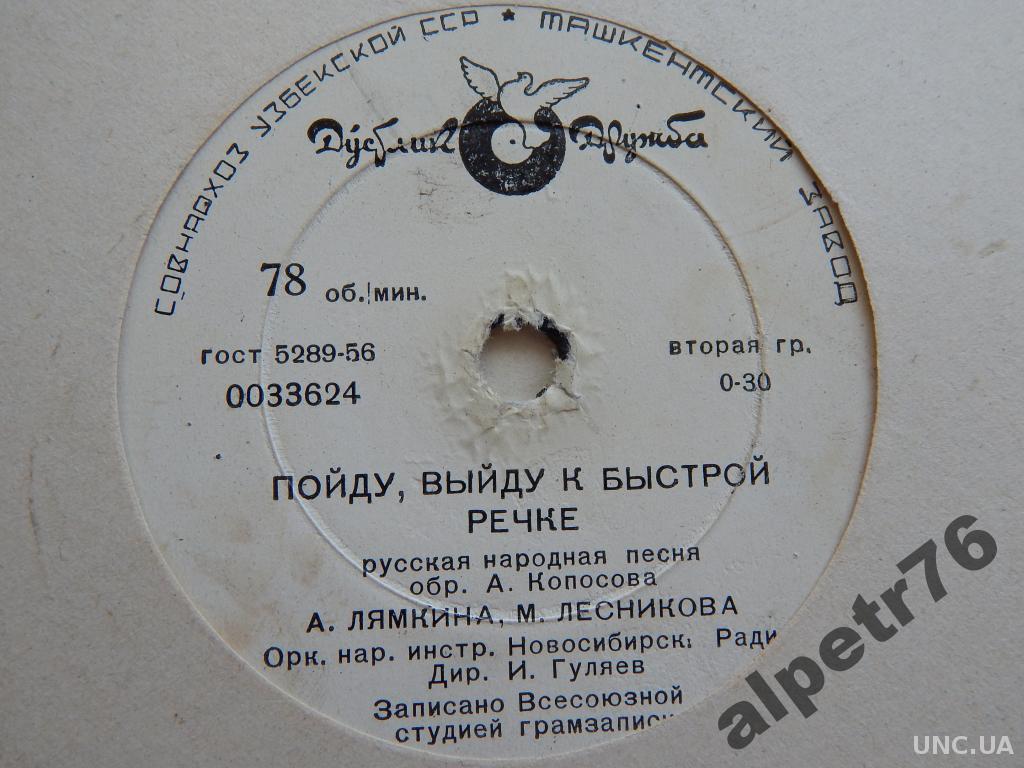 СОВНАРХОЗ УЗБЕКСКОЙ ССР ★ ТАШКЕНТСКИЙ ЗАВОД
Дустлик Дружба
78 об./мин.
гост 5289-56
0033624
вторая гр.
0-30
ПОЙДУ, ВЫЙДУ К БЫСТРОЙ
РЕЧКЕ
русская народная песня
обр. А. Копосова
А. ЛЯМКИНА, М. ЛЕСНИКОВА
Орк. нар. инстр. Новосибирск. Ради
Дир. И. Гуляев
Записано Всесоюзной
студией грамзаписи
alpetr76
UNC.UA